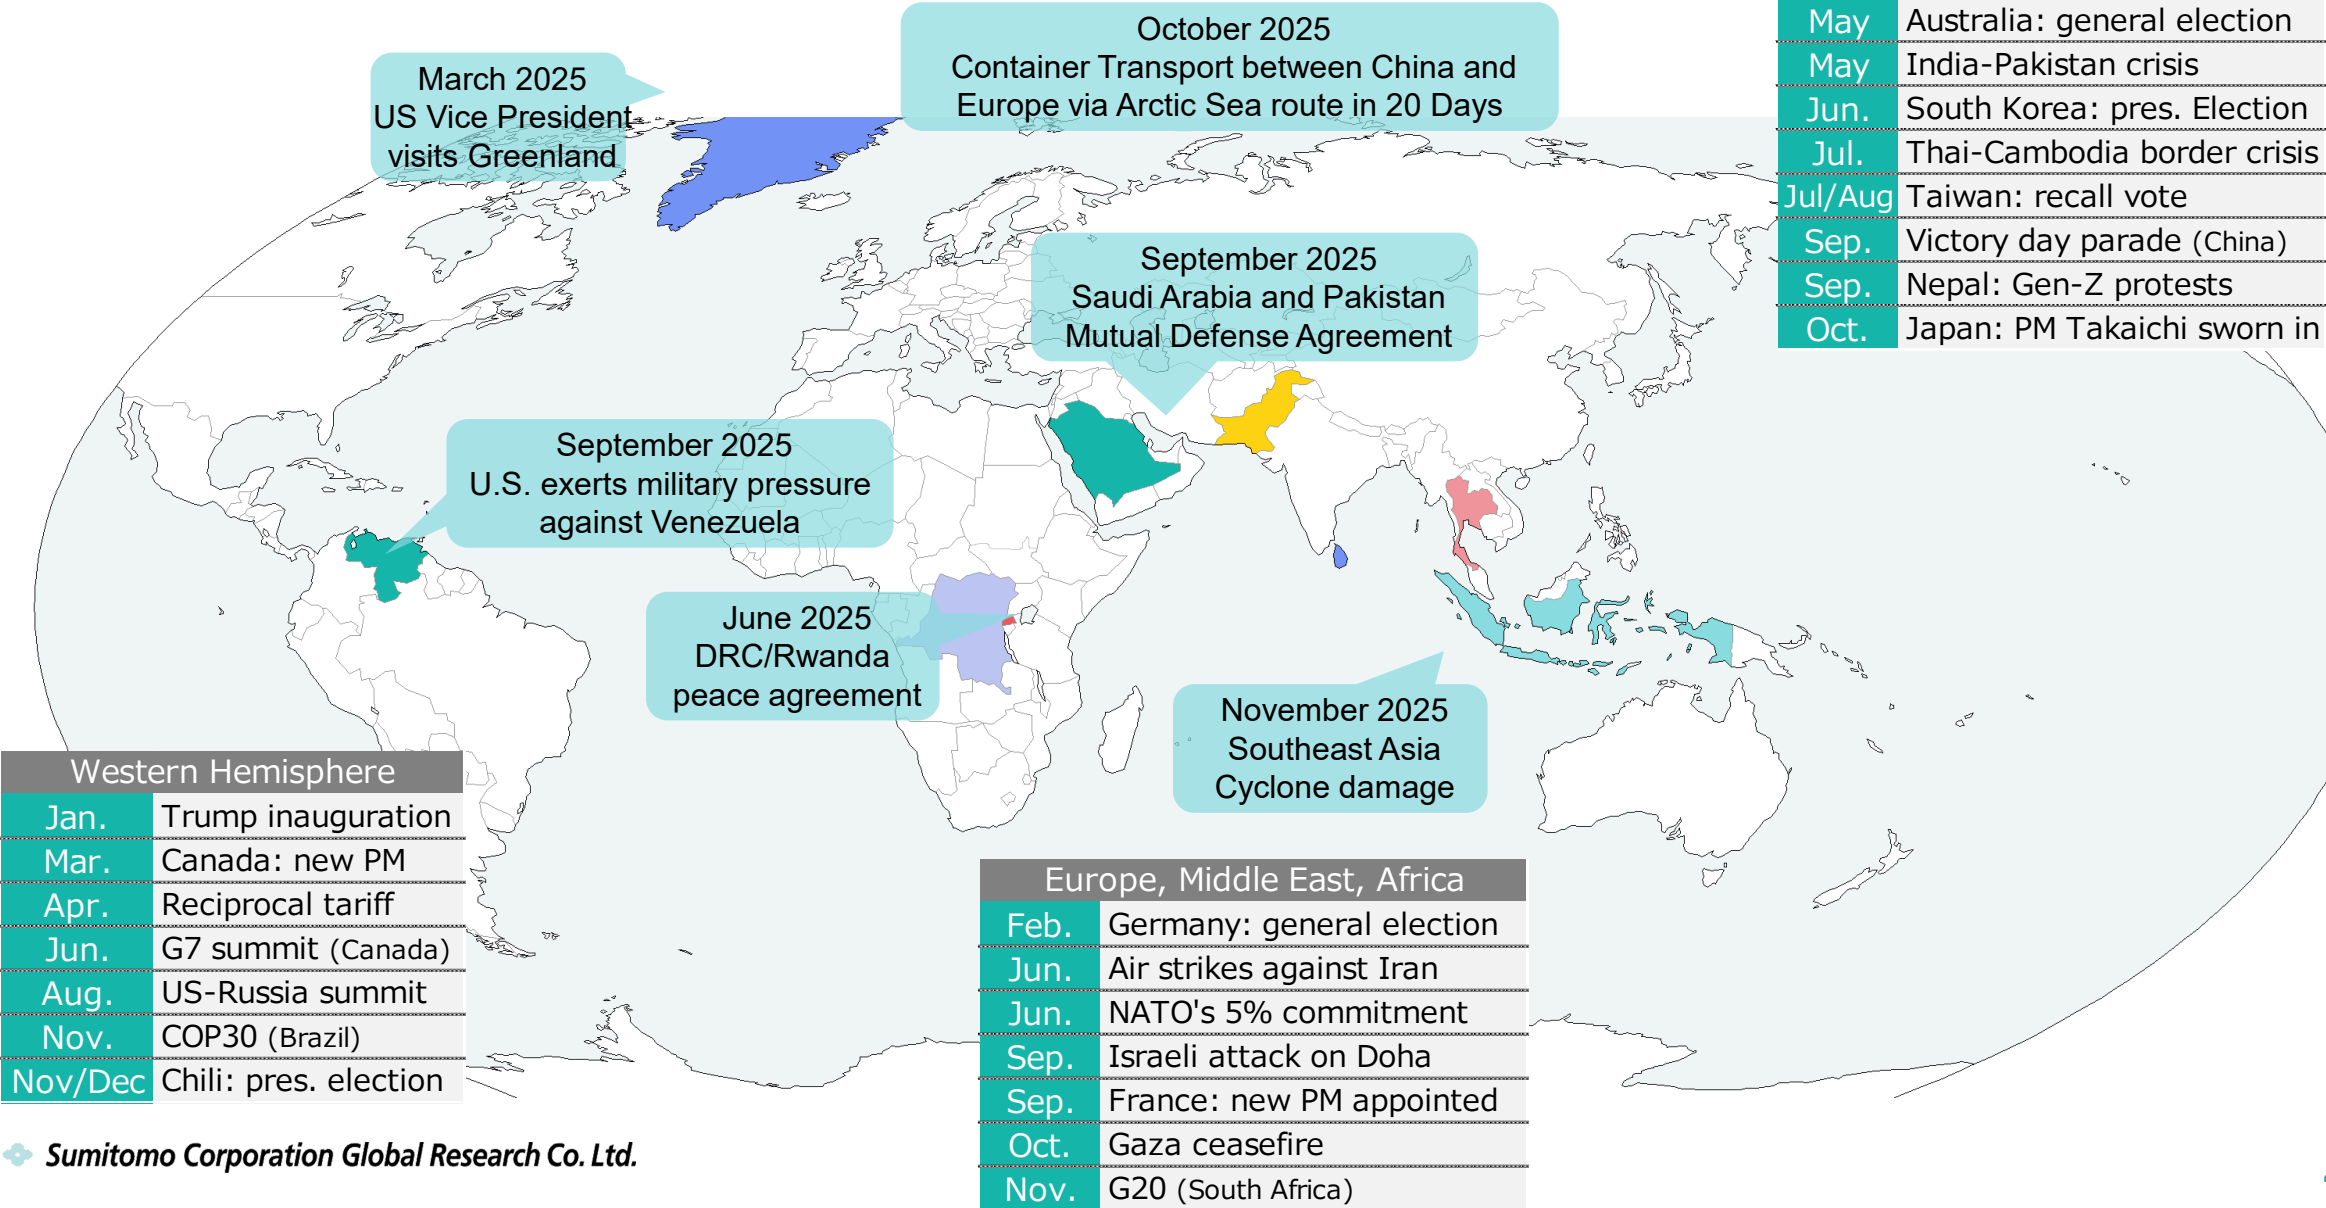 October 2025
Container Transport between China and
Europe via Arctic Sea route in 20 Days
March 2025
US Vice President
visits Greenland
May Australia: general election
May India-Pakistan crisis
Jun. South Korea: pres. Election
Jul. Thai-Cambodia border crisis
Jul/Aug Taiwan: recall vote
Sep. Victory day parade (China)
Sep. Nepal: Gen-Z protests
Oct. Japan: PM Takaichi sworn in
September 2025
Saudi Arabia and Pakistan
Mutual Defense Agreement
September 2025
U.S. exerts military pressure
against Venezuela
June 2025
DRC/Rwanda
peace agreement
November 2025
Southeast Asia
Cyclone damage
Western Hemisphere
Jan. Trump inauguration
Mar. Canada: new PM
Apr. Reciprocal tariff
Jun. G7 summit (Canada)
Aug. US-Russia summit
Nov. COP30 (Brazil)
Nov/Dec Chili: pres. election
Europe, Middle East, Africa
Feb. Germany: general election
Jun. Air strikes against Iran
Jun. NATO's 5% commitment
Sep. Israeli attack on Doha
Sep. France: new PM appointed
Oct. Gaza ceasefire
Nov. G20 (South Africa)
Sumitomo Corporation Global Research Co. Ltd.